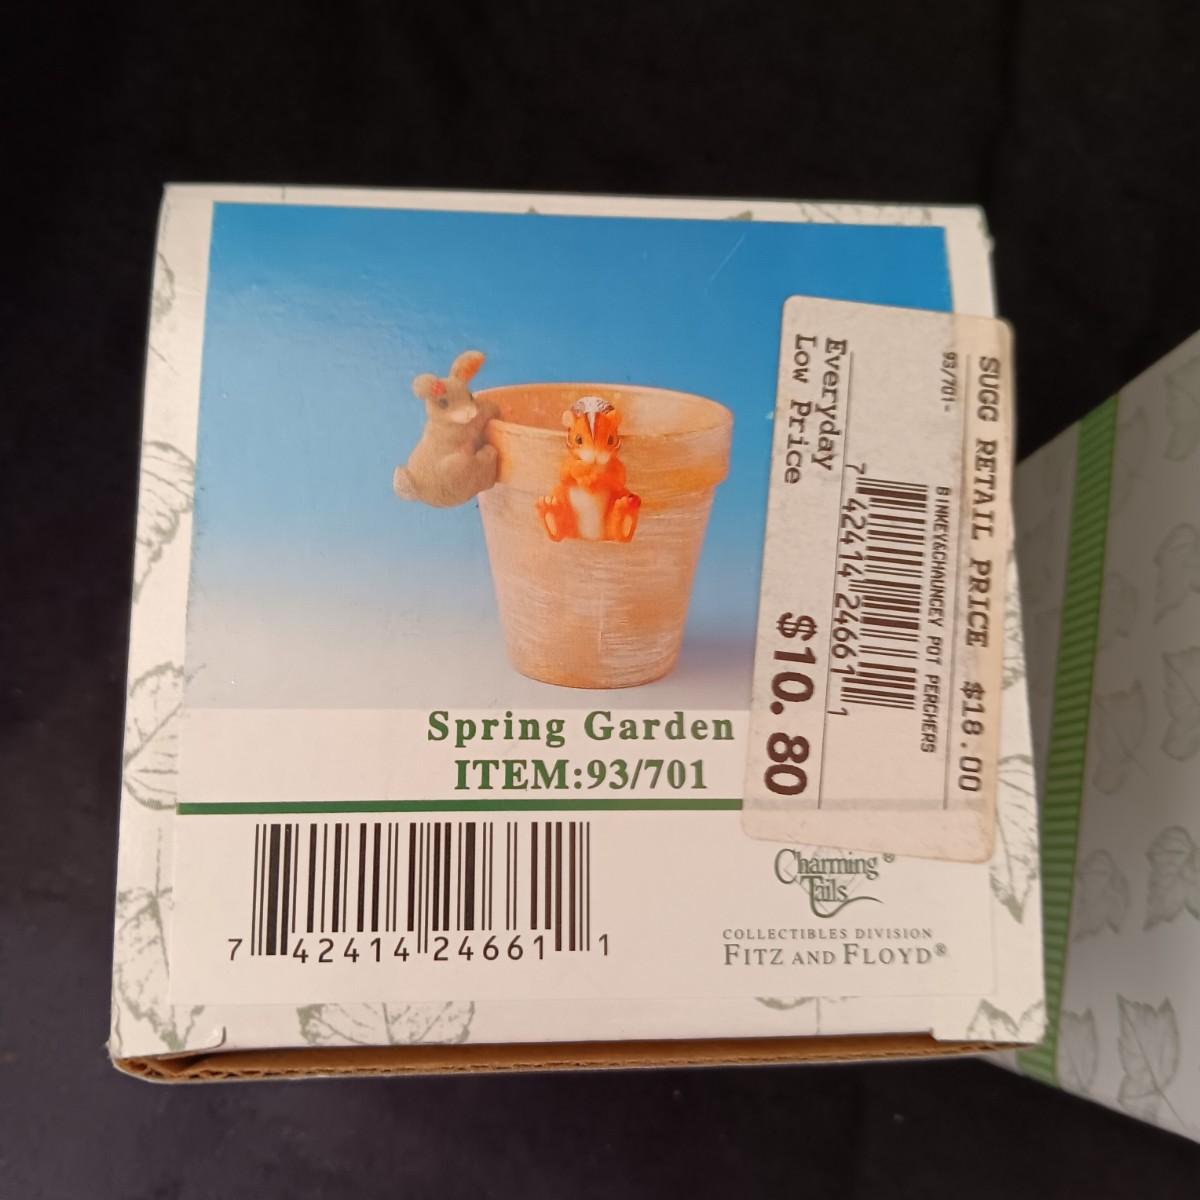 SUGG RETAIL PRICE $18.00
93/701- BINKEY&CHAUNCEY POT PERCHERS
7 42414 24661 1
Everyday
Low Price $10.80
Spring Garden
ITEM:93/701
7 42414 24661 1
Charming®
Tails
COLLECTIBLES DIVISION
FITZ AND FLOYD®